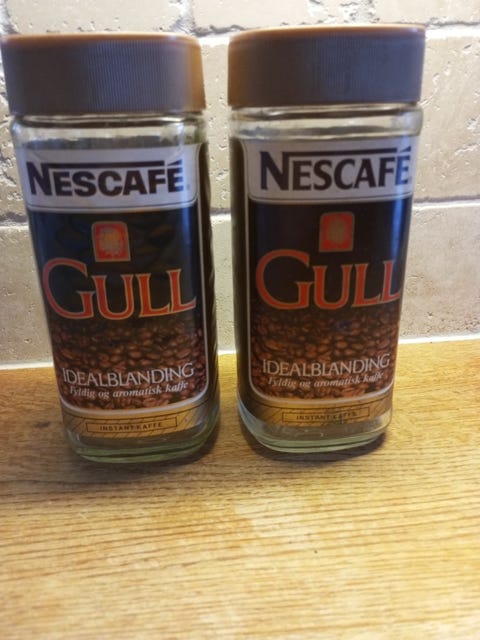 NESCAFÉ
GULL
IDEALBLANDING
Fyldig og aromatisk kaffe
INSTANT KAFFE
NESCAFÉ
GULL
IDEALBLANDING
Fyldig og aromatisk kaffe
INSTANT KAFFE